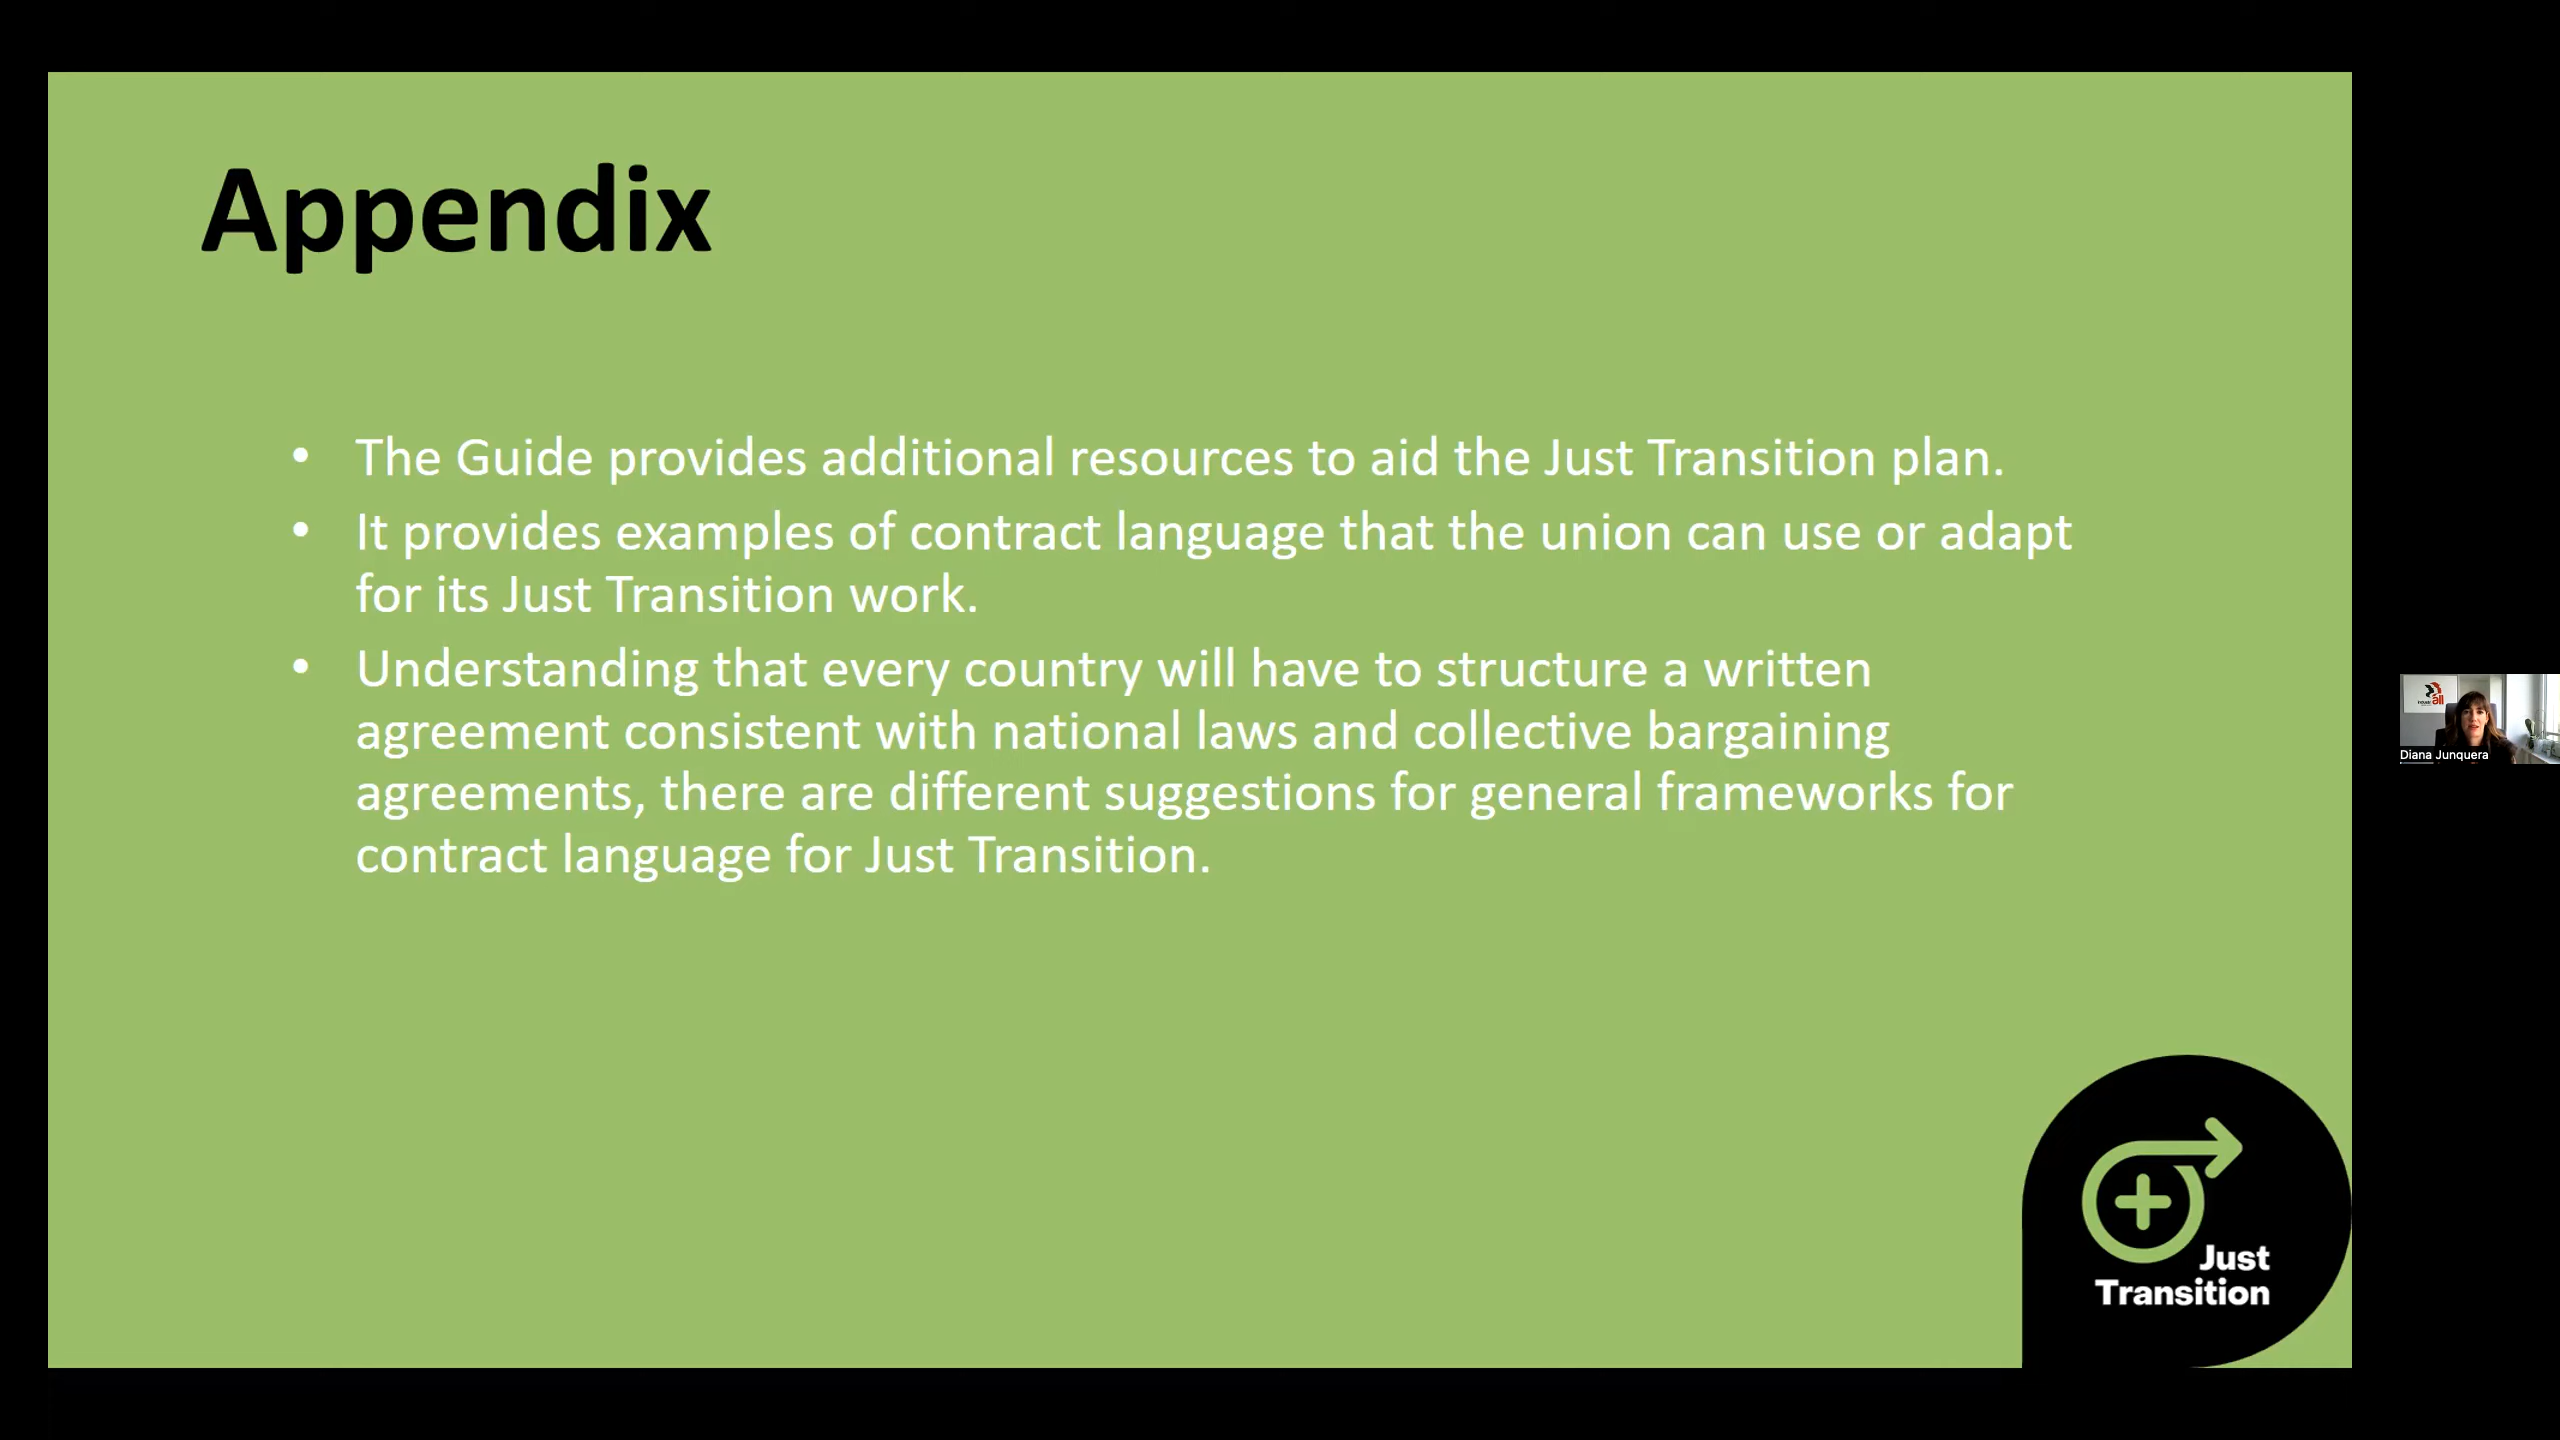 Appendix
• The Guide provides additional resources to aid the Just Transition plan.
• It provides examples of contract language that the union can use or adapt
for its Just Transition work.
• Understanding that every country will have to structure a written
agreement consistent with national laws and collective bargaining
agreements, there are different suggestions for general frameworks for
contract language for Just Transition.
Diana Junquera
Just
Transition